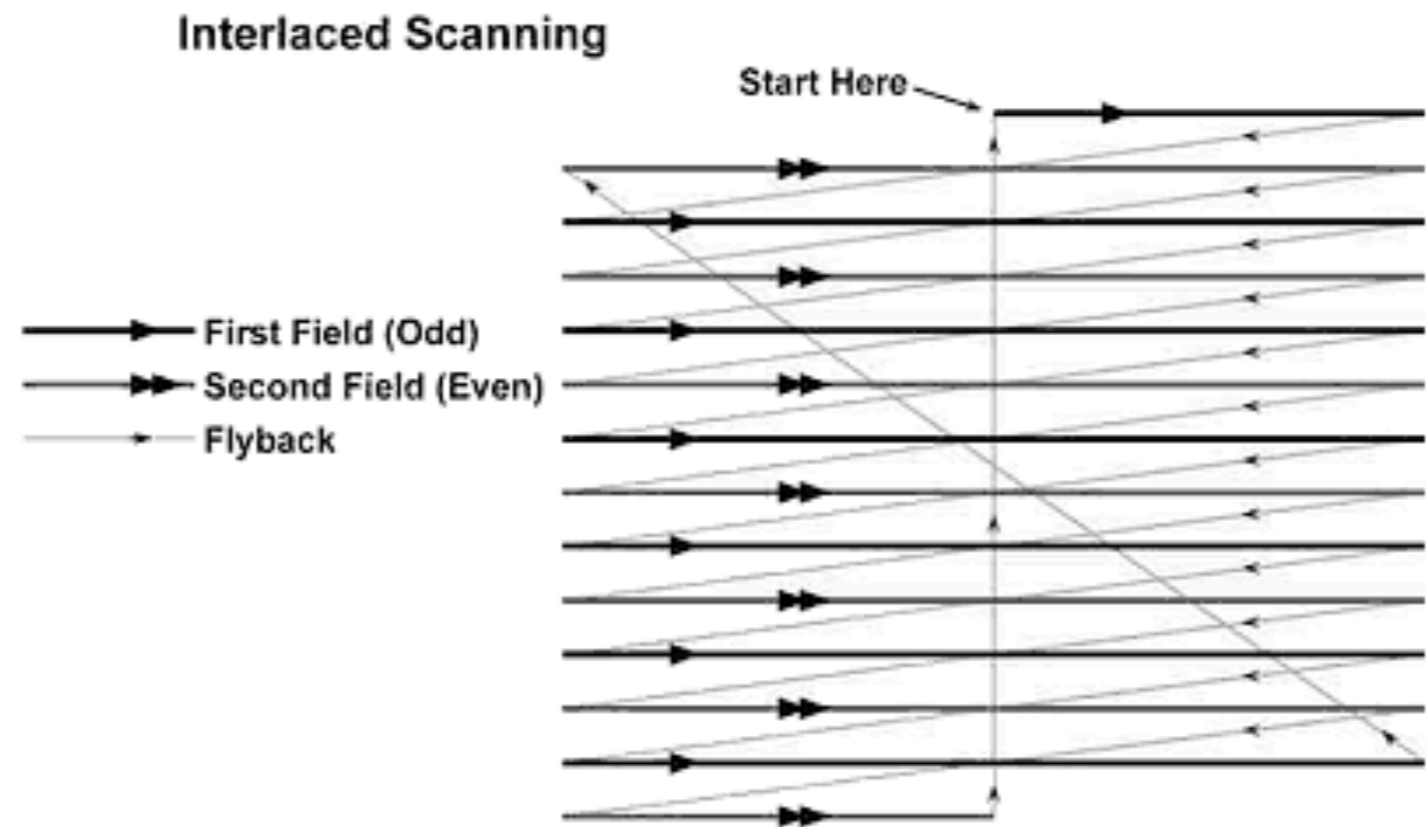 Interlaced Scanning
Start Here
First Field (Odd)
Second Field (Even)
Flyback